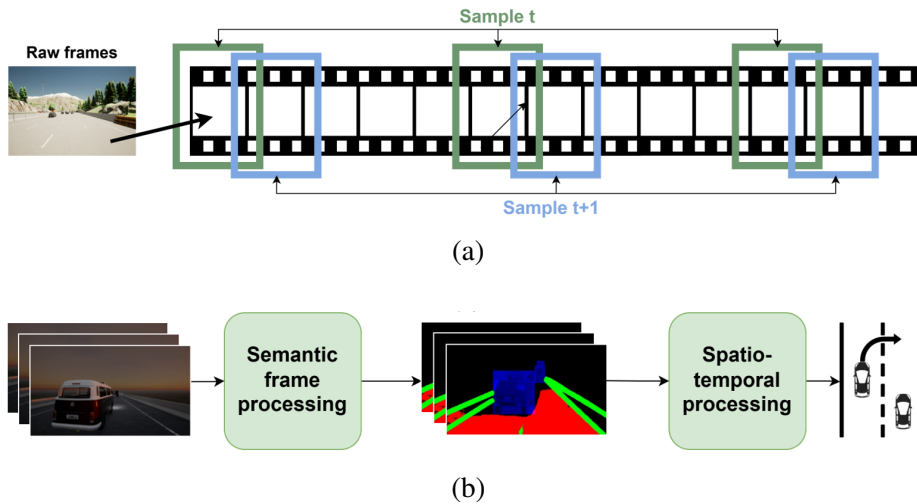 Sample t
Raw frames
Sample t+1
(a)
Semantic
frame
processing
Spatio-
temporal
processing
(b)